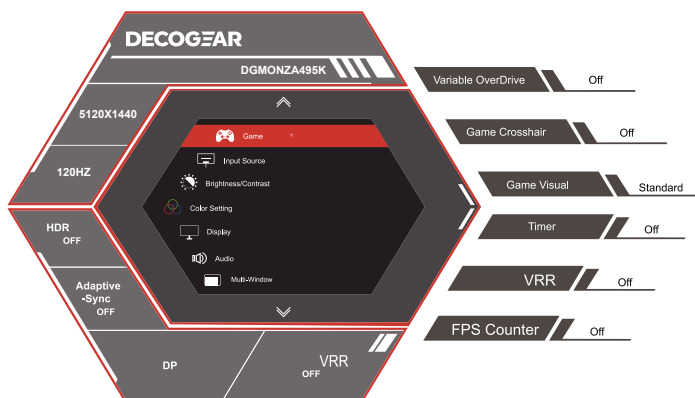 DECOGEAR
DGMONZA495K
5120X1440
120HZ
HDR
OFF
Adaptive
-Sync
OFF
DP
VRR
OFF
Game +
Input Source
Brightness/Contrast
Color Setting
Display
Audio
Multi-Window
Variable OverDrive Off
Game Crosshair Off
Game Visual Standard
Timer Off
VRR Off
FPS Counter Off